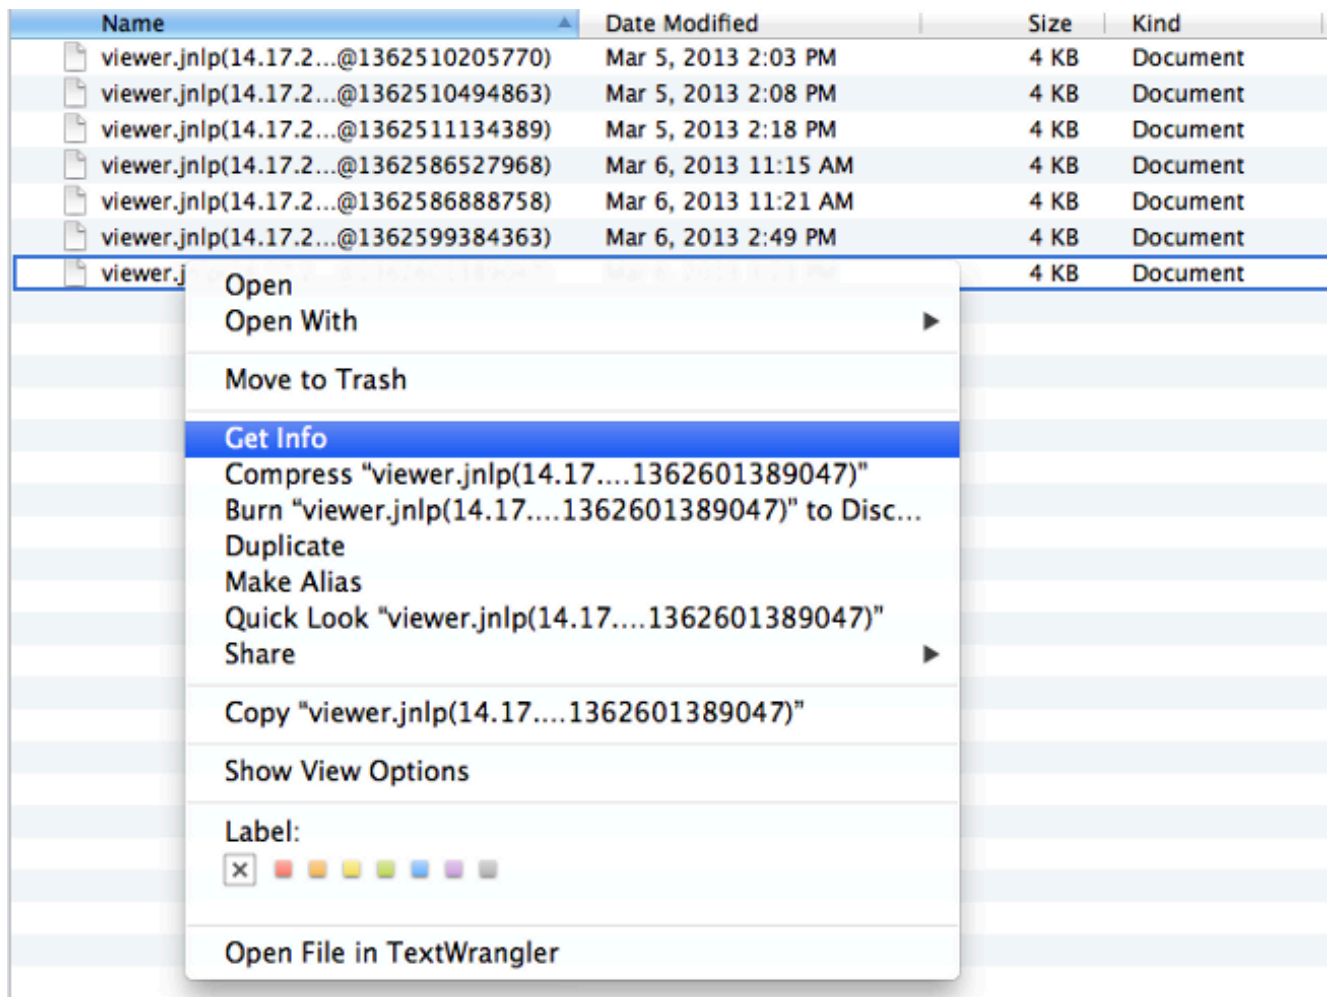 Name Date Modified Size Kind
viewer.jnlp(14.17.2...@1362510205770) Mar 5, 2013 2:03 PM 4 KB Document
viewer.jnlp(14.17.2...@1362510494863) Mar 5, 2013 2:08 PM 4 KB Document
viewer.jnlp(14.17.2...@1362511134389) Mar 5, 2013 2:18 PM 4 KB Document
viewer.jnlp(14.17.2...@1362586527968) Mar 6, 2013 11:15 AM 4 KB Document
viewer.jnlp(14.17.2...@1362586888758) Mar 6, 2013 11:21 AM 4 KB Document
viewer.jnlp(14.17.2...@1362599384363) Mar 6, 2013 2:49 PM 4 KB Document
viewer.j 4 KB Document
Open
Open With
Move to Trash
Get Info
Compress “viewer.jnlp(14.17....1362601389047)”
Burn “viewer.jnlp(14.17....1362601389047)” to Disc...
Duplicate
Make Alias
Quick Look “viewer.jnlp(14.17....1362601389047)”
Share
Copy “viewer.jnlp(14.17....1362601389047)”
Show View Options
Label:
Open File in TextWrangler